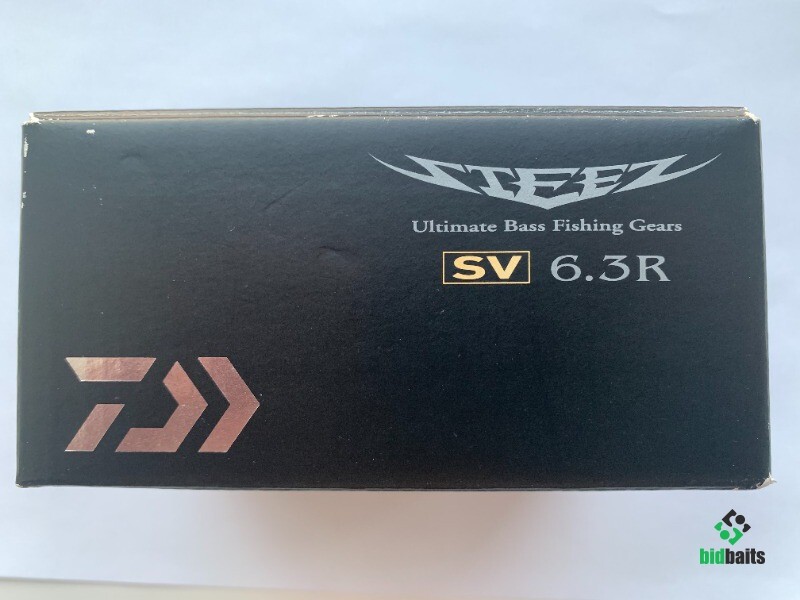 STEEZ
Ultimate Bass Fishing Gears
SV 6.3R
bidbaits